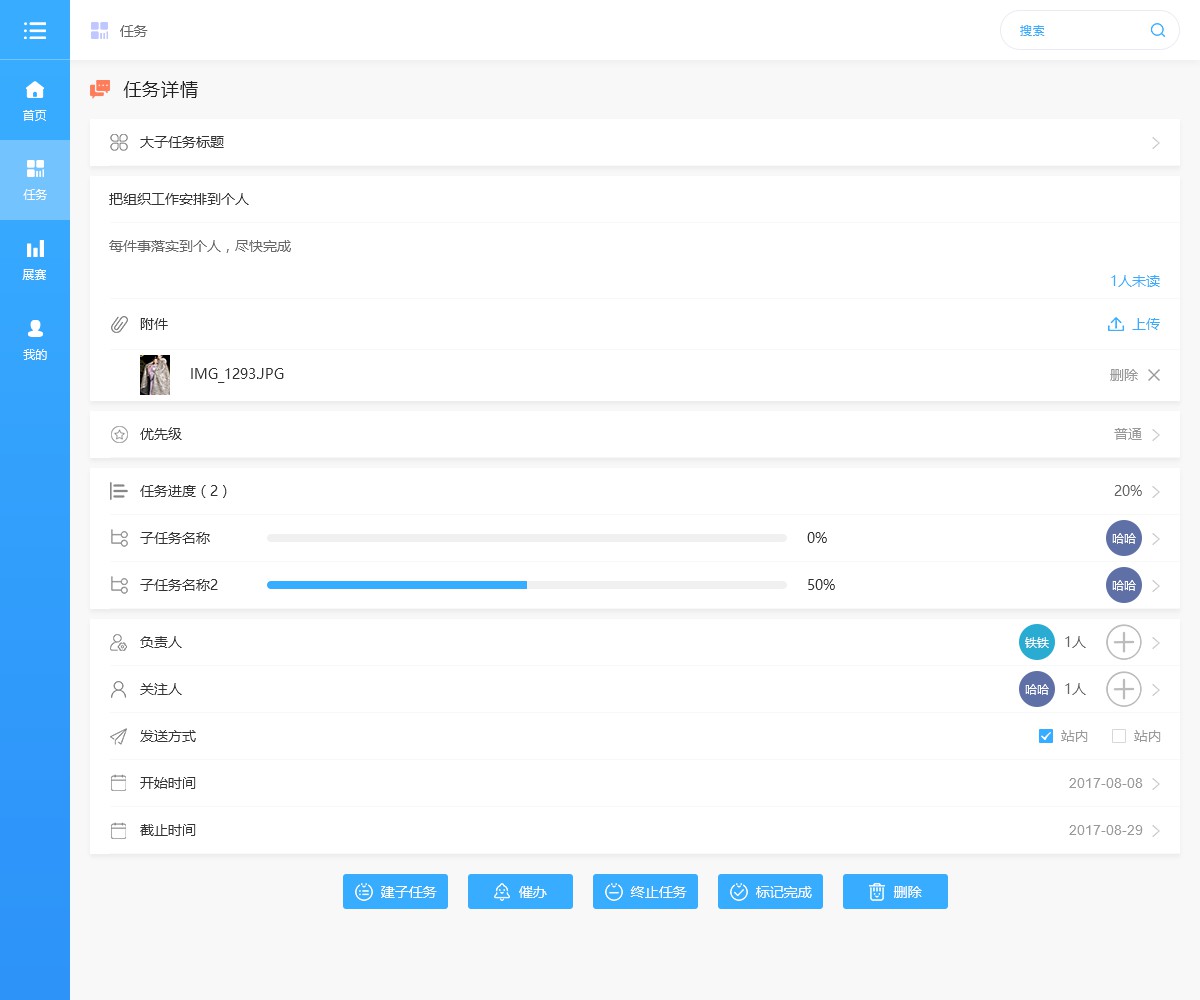 任务
搜索
首页
任务
展赛
我的
任务详情
大子任务标题
把组织工作安排到个人
每件事落实到个人，尽快完成
1人未读
附件 上传
IMG_1293.JPG 删除
优先级 普通
任务进度（2） 20%
子任务名称 0% 哈哈
子任务名称2 50% 哈哈
负责人 铁铁 1人
关注人 哈哈 1人
发送方式 站内 站内
开始时间 2017-08-08
截止时间 2017-08-29
建子任务 催办 终止任务 标记完成 删除